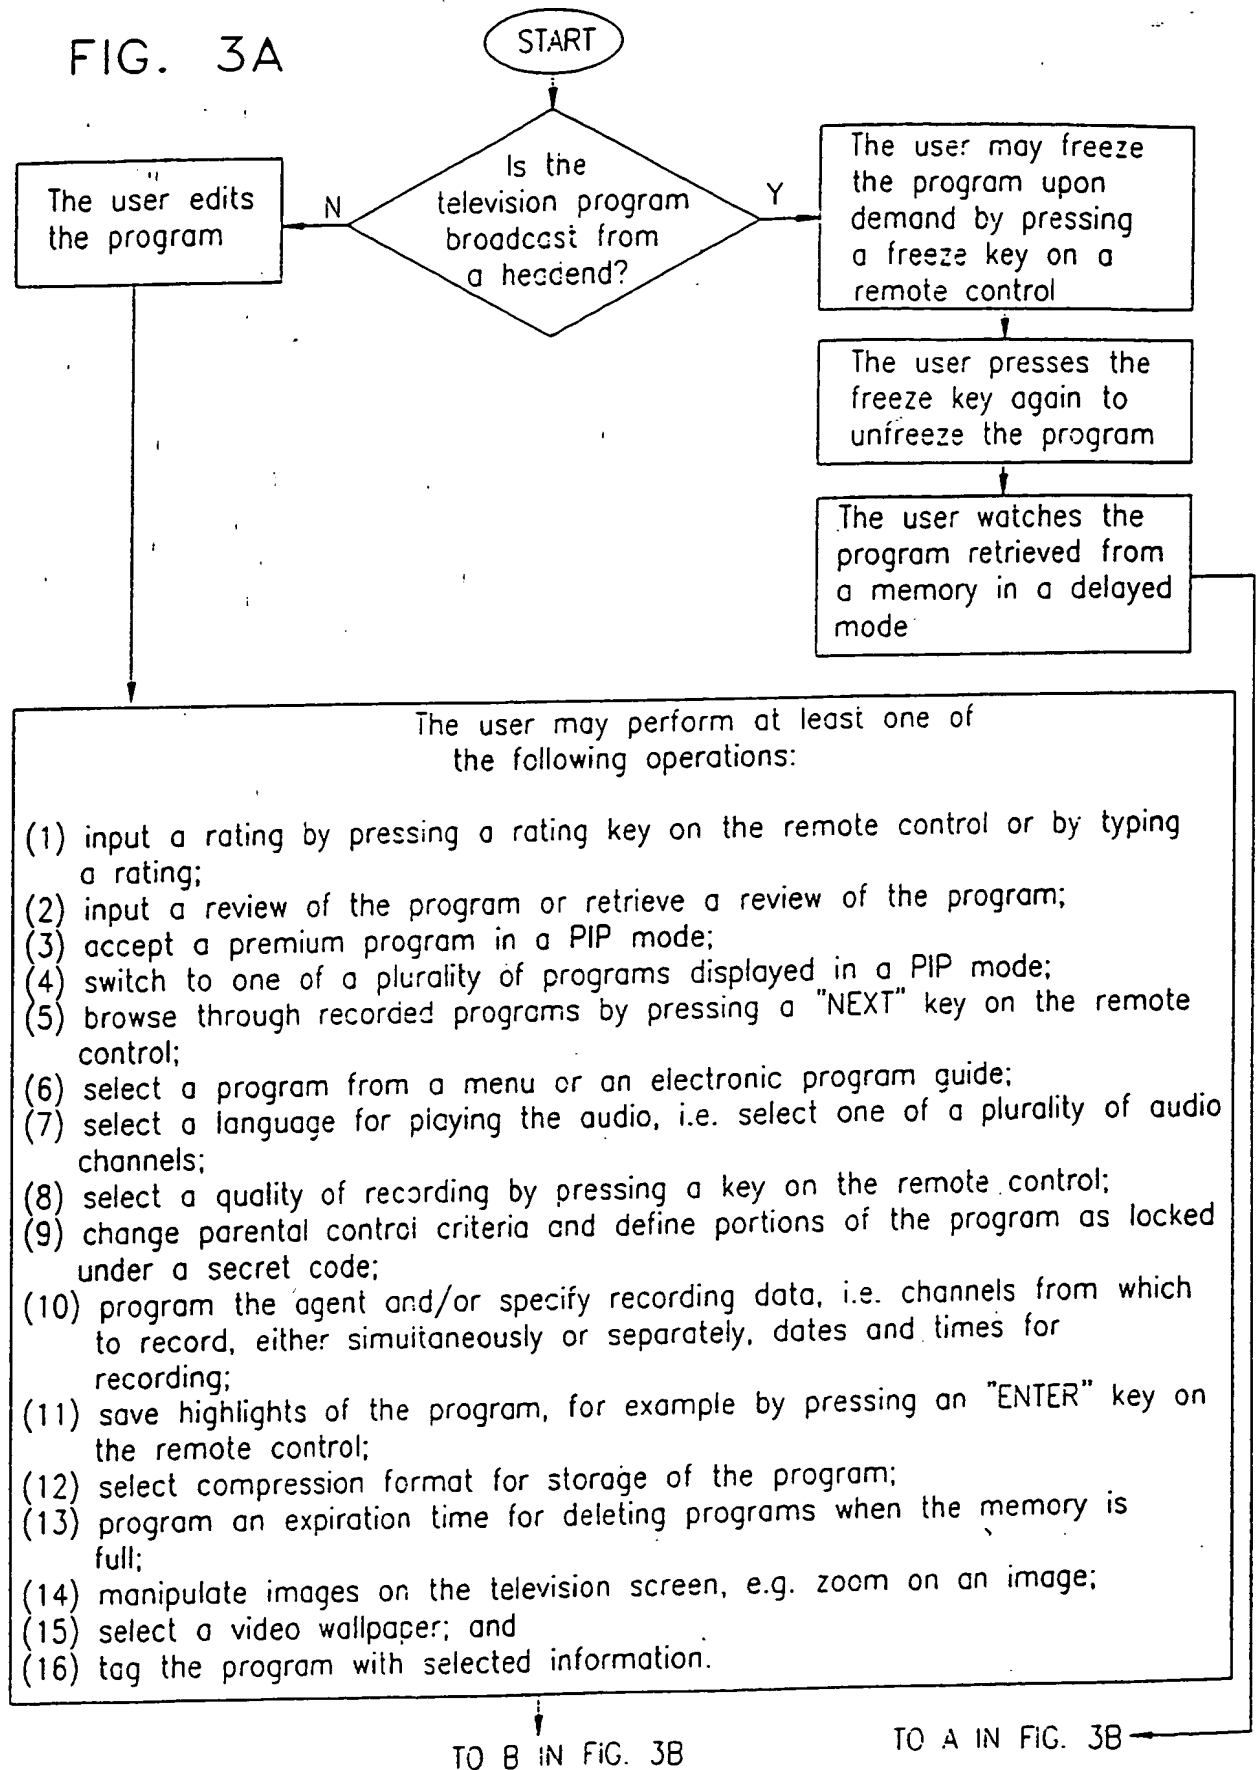 FIG. 3A
START
Is the
television program
broadcast from
a headend?
N
Y
The user edits
the program
The user may freeze
the program upon
demand by pressing
a freeze key on a
remote control
The user presses the
freeze key again to
unfreeze the program
The user watches the
program retrieved from
a memory in a delayed
mode
The user may perform at least one of
the following operations:
(1) input a rating by pressing a rating key on the remote control or by typing
a rating;
(2) input a review of the program or retrieve a review of the program;
(3) accept a premium program in a PIP mode;
(4) switch to one of a plurality of programs displayed in a PIP mode;
(5) browse through recorded programs by pressing a "NEXT" key on the remote
control;
(6) select a program from a menu or an electronic program guide;
(7) select a language for playing the audio, i.e. select one of a plurality of audio
channels;
(8) select a quality of recording by pressing a key on the remote control;
(9) change parental control criteria and define portions of the program as locked
under a secret code;
(10) program the agent and/or specify recording data, i.e. channels from which
to record, either simultaneously or separately, dates and times for
recording;
(11) save highlights of the program, for example by pressing an "ENTER" key on
the remote control;
(12) select compression format for storage of the program;
(13) program an expiration time for deleting programs when the memory is
full;
(14) manipulate images on the television screen, e.g. zoom on an image;
(15) select a video wallpaper; and
(16) tag the program with selected information.
TO B IN FIG. 3B
TO A IN FIG. 3B